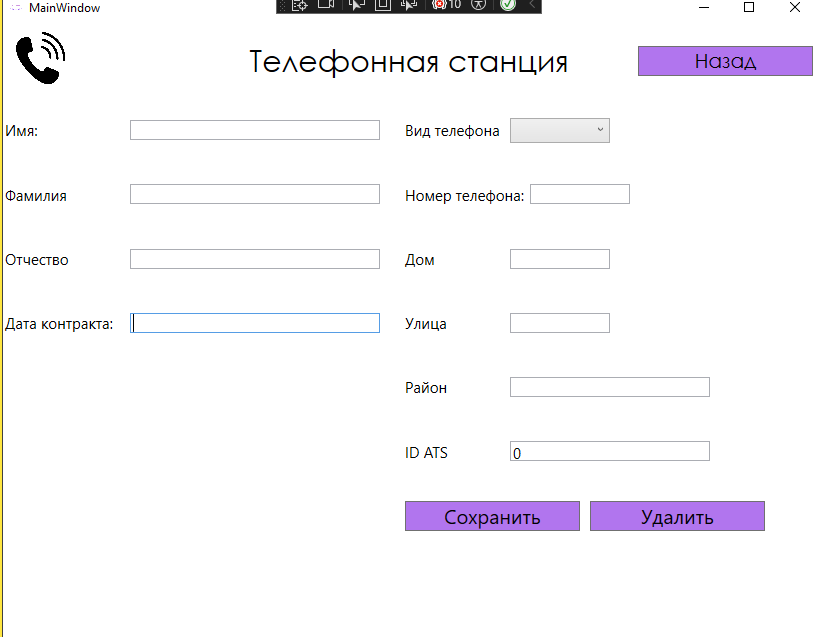 MainWindow
10
Телефонная станция
Назад
Имя:
Вид телефона
Фамилия
Номер телефона:
Отчество
Дом
Дата контракта:
Улица
Район
ID ATS
0
Сохранить
Удалить